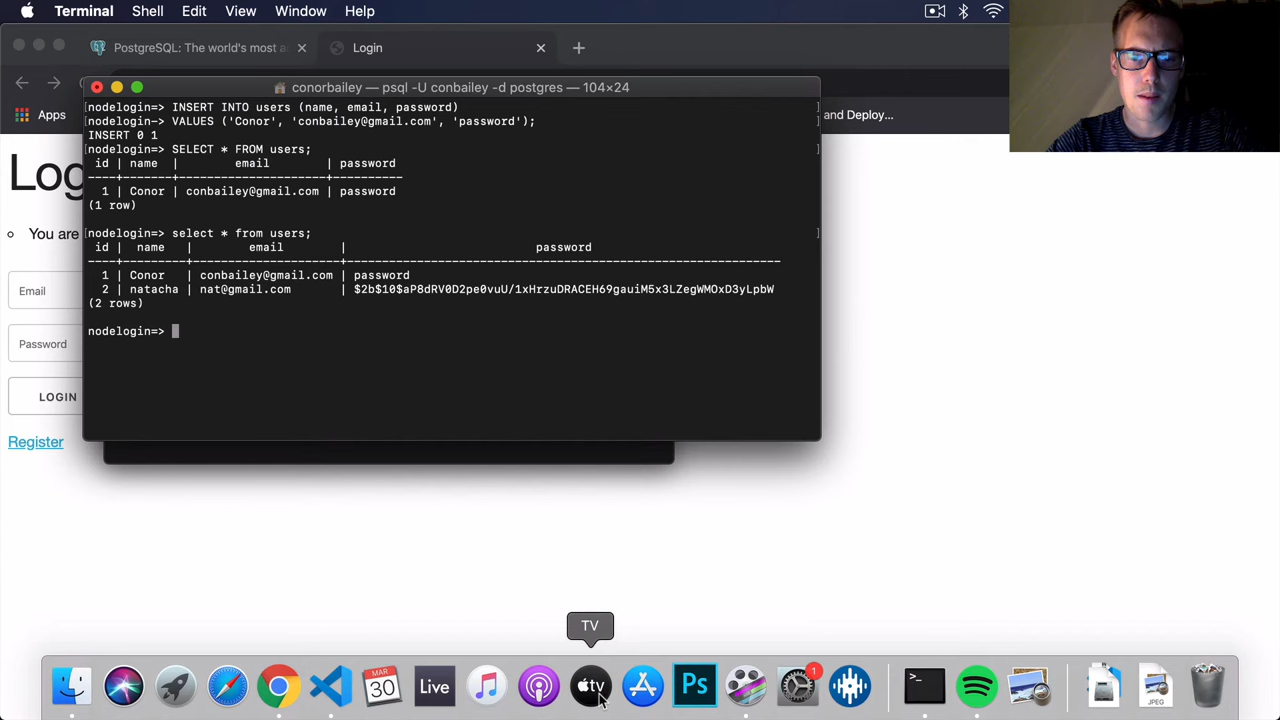 Terminal Shell Edit View Window Help
PostgreSQL: The world's most a
Login
Apps
and Deploy...
conorbailey — psql -U conbailey -d postgres — 104×24
[nodelogin=> INSERT INTO users (name, email, password) ]
[nodelogin=> VALUES ('Conor', 'conbailey@gmail.com', 'password');
INSERT 0 1
[nodelogin=> SELECT * FROM users; ]
id | name | email | password
----+-------+---------------------+----------
1 | Conor | conbailey@gmail.com | password
(1 row)
[nodelogin=> select * from users; ]
id | name | email | password
----+---------+---------------------+--------------------------------------------------------------
1 | Conor | conbailey@gmail.com | password
2 | natacha | nat@gmail.com | $2b$10$aP8dRV0D2pe0vuU/1xHrzuDRACEH69gauiM5x3LZegWMOxD3yLpbW
(2 rows)
nodelogin=>
Log
You are
Email
Password
LOGIN
Register
TV
MAR
30
Live
tv
Ps
1
>_
JPEG